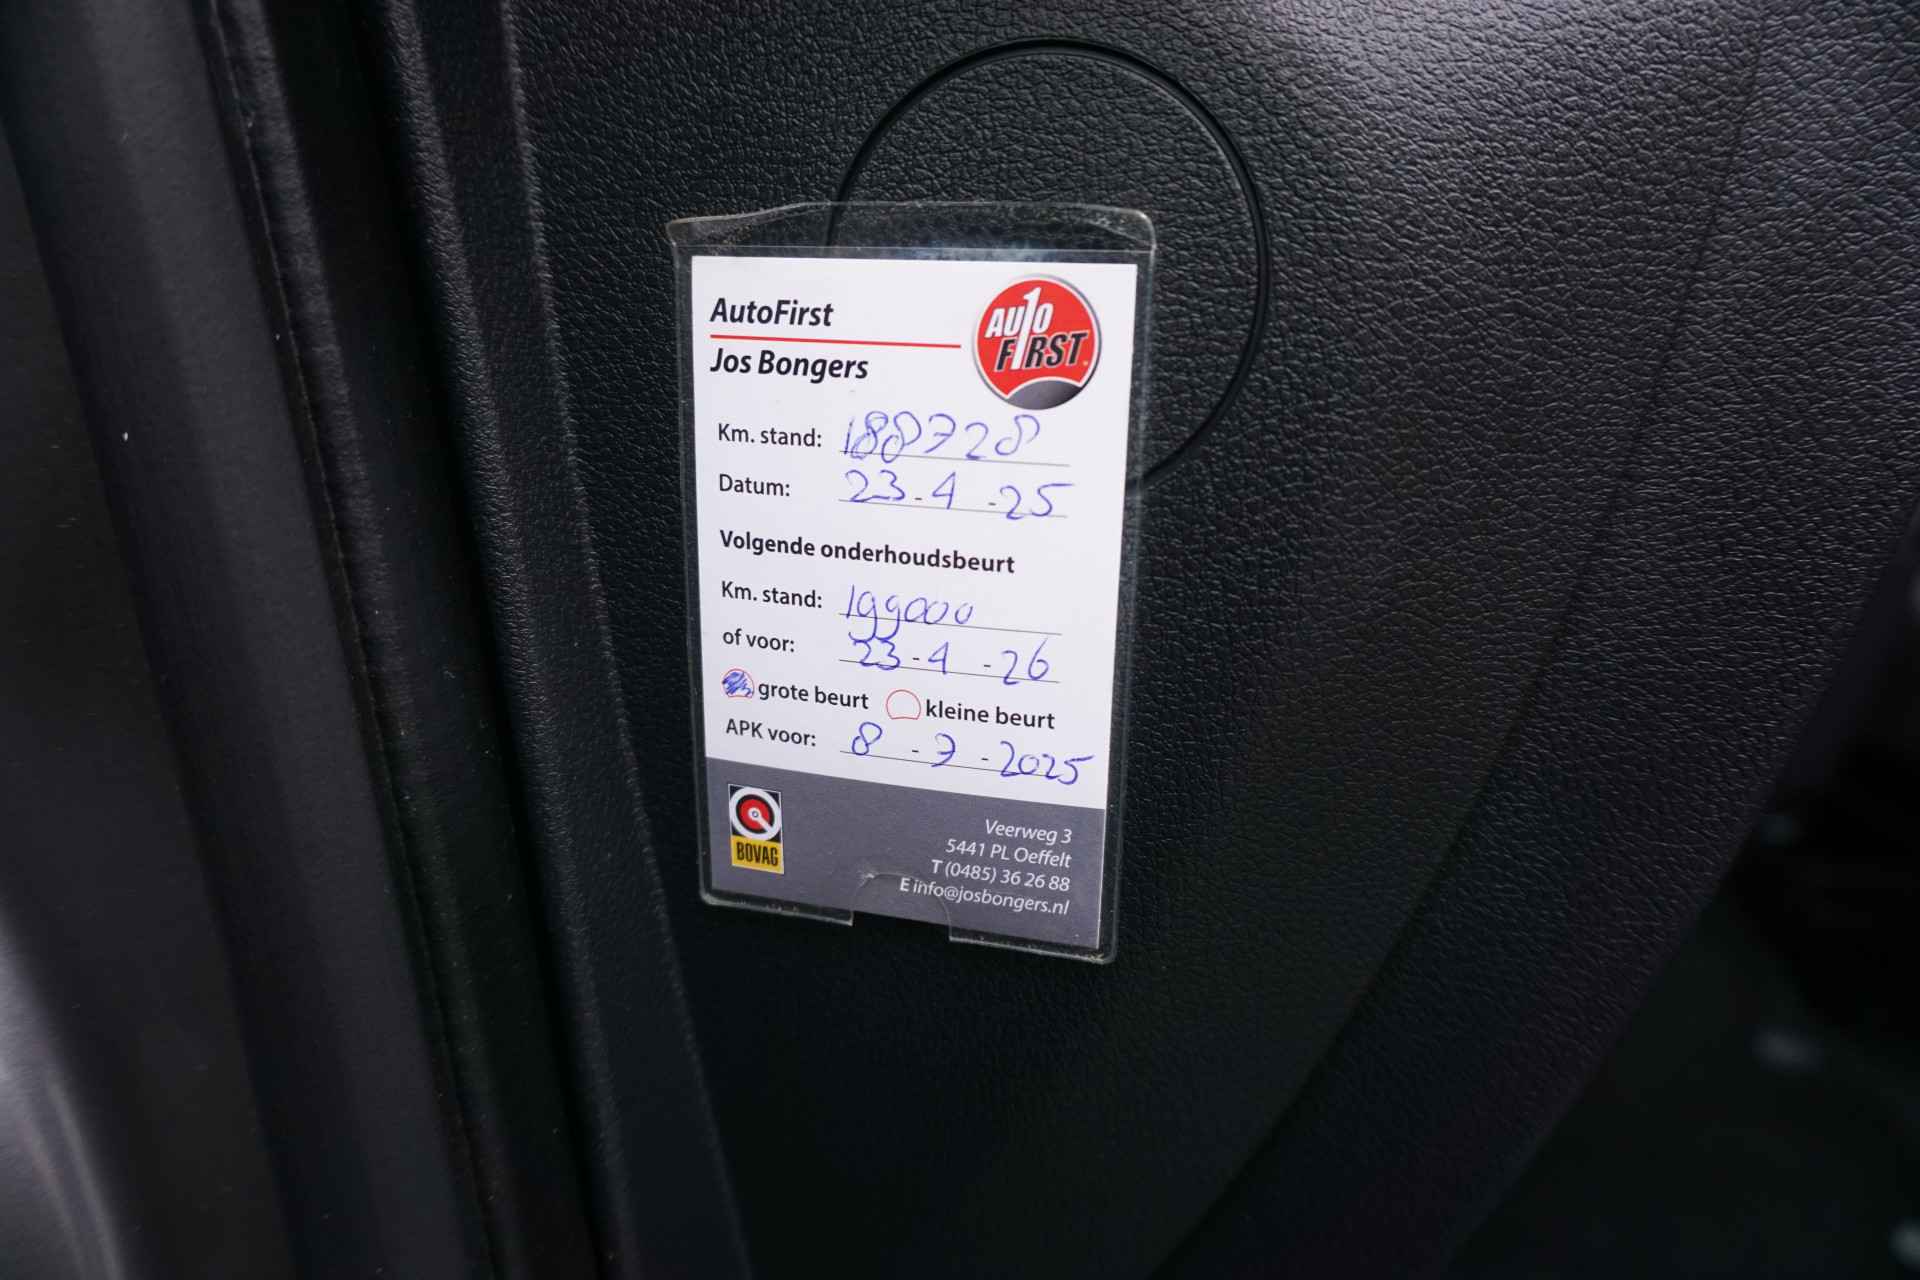 AutoFirst
Jos Bongers
AUTO FIRST
Km. stand: 188728
Datum: 23-4-25
Volgende onderhoudsbeurt
Km. stand: 199000
of voor: 23-4-26
grote beurt kleine beurt
APK voor: 8-7-2025
BOVAG
Veerweg 3
5441 PL Oeffelt
T (0485) 36 26 88
E info@josbongers.nl